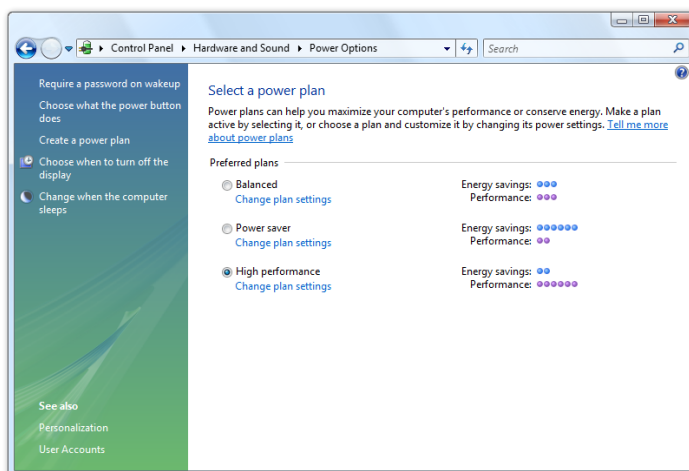 Control Panel Hardware and Sound Power Options Search
Require a password on wakeup
Choose what the power button
does
Create a power plan
Choose when to turn off the
display
Change when the computer
sleeps
See also
Personalization
User Accounts
Select a power plan
Power plans can help you maximize your computer's performance or conserve energy. Make a plan
active by selecting it, or choose a plan and customize it by changing its power settings. Tell me more
about power plans
Preferred plans
Balanced Energy savings:
Change plan settings Performance:
Power saver Energy savings:
Change plan settings Performance:
High performance Energy savings:
Change plan settings Performance: